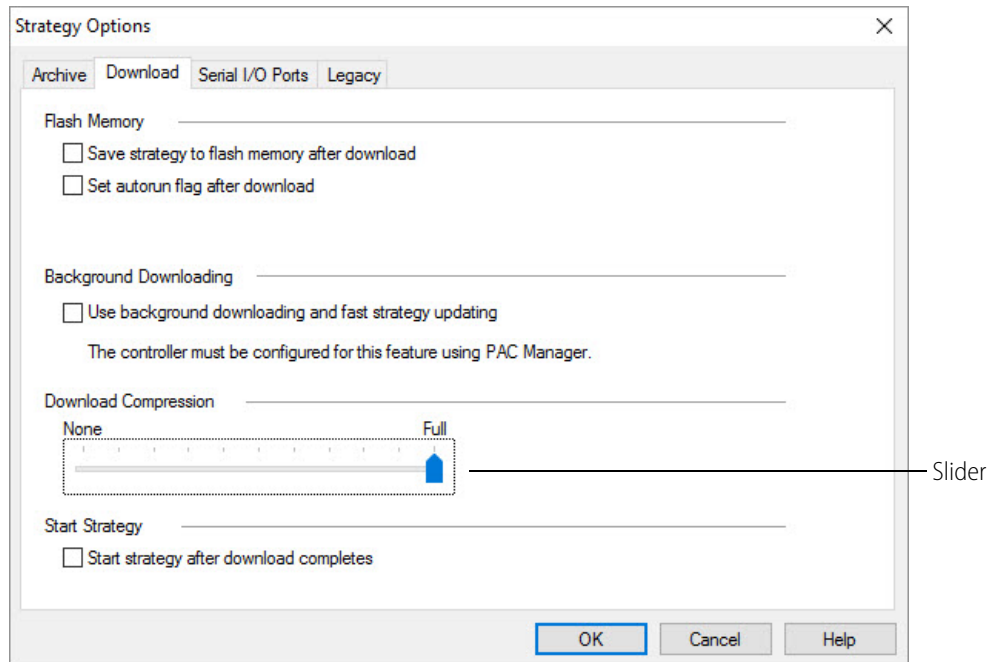 Strategy Options
Archive Download Serial I/O Ports Legacy
Flash Memory
Save strategy to flash memory after download
Set autorun flag after download
Background Downloading
Use background downloading and fast strategy updating
The controller must be configured for this feature using PAC Manager.
Download Compression
None Full
Slider
Start Strategy
Start strategy after download completes
OK Cancel Help